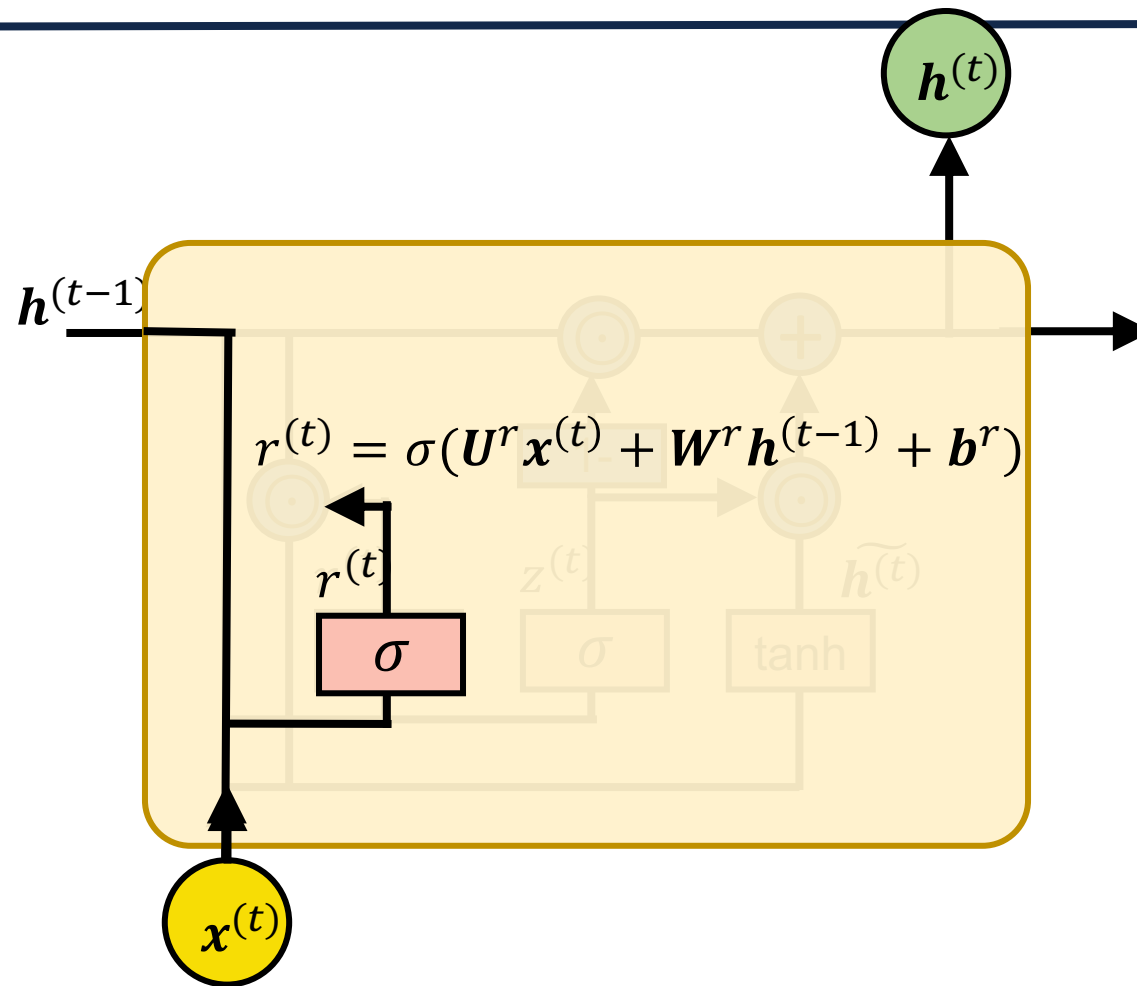 𝒉^(t)
𝒉^(t−1)
r^(t) = σ(𝑼^r 𝒙^(t) + 𝑾^r 𝒉^(t−1) + 𝒃^r)
r^(t) z^(t) 𝒉^(t)~
σ σ tanh
𝒙^(t)